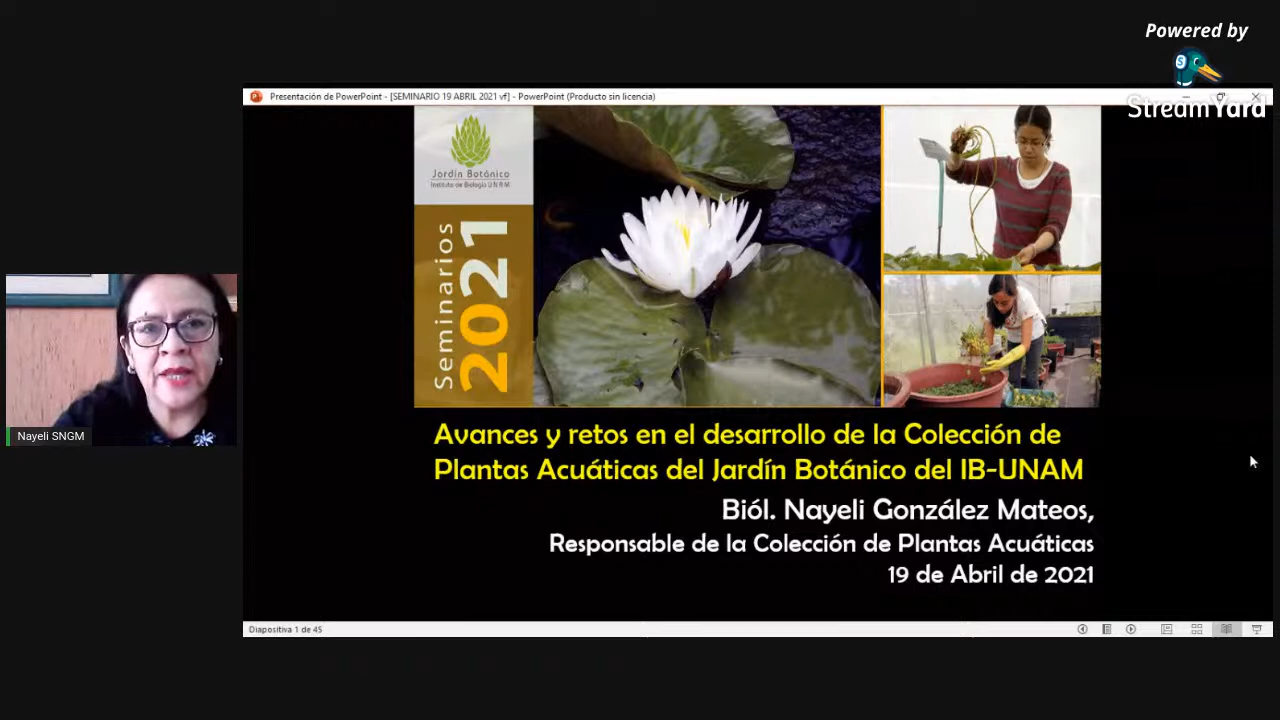 Powered by
StreamYard
Presentación de PowerPoint - [SEMINARIO 19 ABRIL 2021 vf] - PowerPoint (Producto sin licencia)
Jardín Botánico
Instituto de Biología U N A M
Seminarios
2021
Nayeli SNGM
Avances y retos en el desarrollo de la Colección de
Plantas Acuáticas del Jardín Botánico del IB-UNAM
Biól. Nayeli González Mateos,
Responsable de la Colección de Plantas Acuáticas
19 de Abril de 2021
Diapositiva 1 de 45